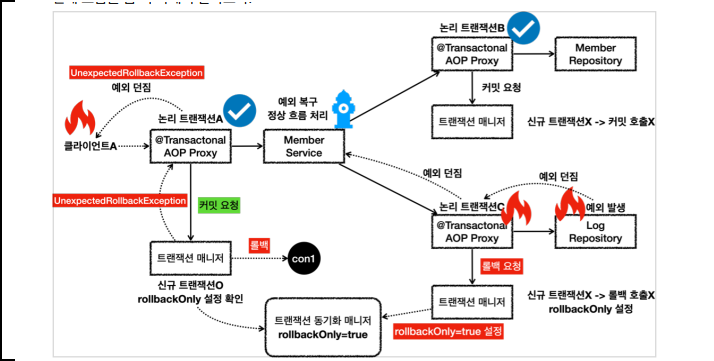 논리 트랜잭션B
@Transactonal
AOP Proxy
Member
Repository
UnexpectedRollbackException
예외 던짐
예외 복구
정상 흐름 처리
커밋 요청
논리 트랜잭션A
클라이언트A
@Transactonal
AOP Proxy
Member
Service
트랜잭션 매니저
신규 트랜잭션X -> 커밋 호출X
예외 던짐
예외 던짐
UnexpectedRollbackException
커밋 요청
논리 트랜잭션C
예외 발생
@Transactonal
AOP Proxy
Log
Repository
롤백
트랜잭션 매니저
con1
롤백 요청
신규 트랜잭션O
rollbackOnly 설정 확인
트랜잭션 매니저
신규 트랜잭션X -> 롤백 호출X
rollbackOnly 설정
트랜잭션 동기화 매니저
rollbackOnly=true
rollbackOnly=true 설정